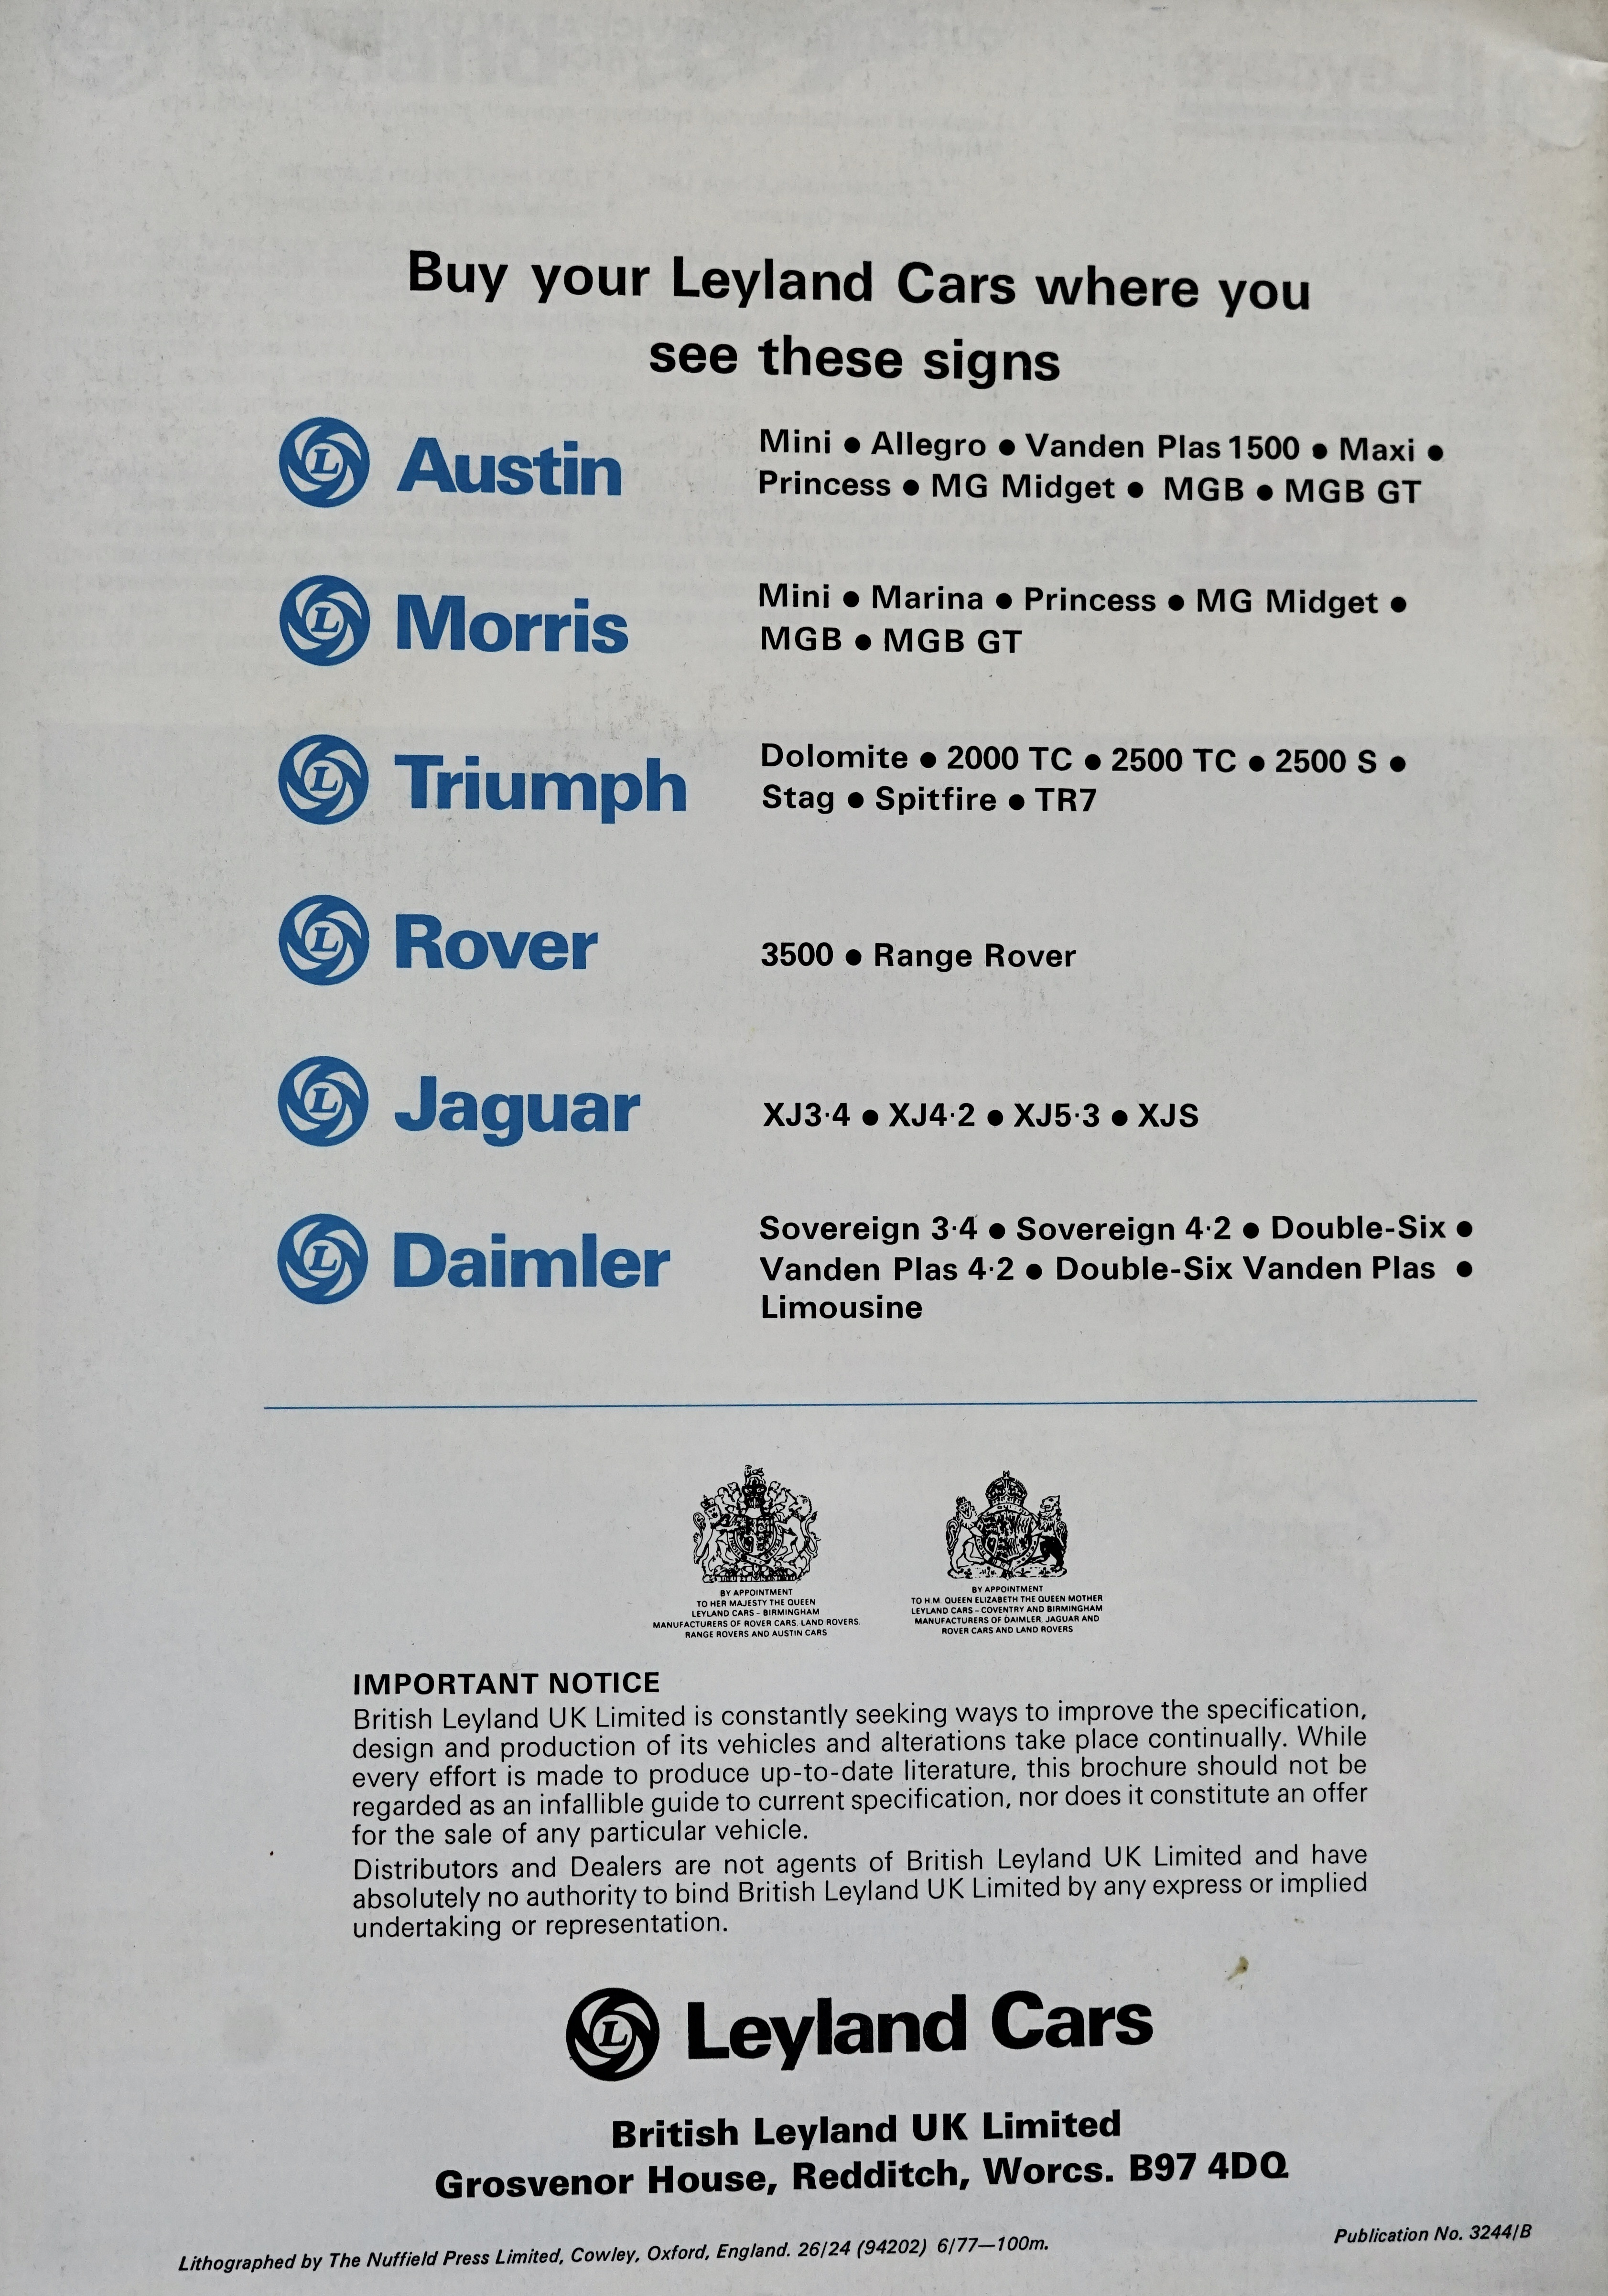 Buy your Leyland Cars where you
see these signs
L Austin
Mini ● Allegro ● Vanden Plas 1500 ● Maxi ●
Princess ● MG Midget ● MGB ● MGB GT
L Morris
Mini ● Marina ● Princess ● MG Midget ●
MGB ● MGB GT
L Triumph
Dolomite ● 2000 TC ● 2500 TC ● 2500 S ●
Stag ● Spitfire ● TR7
L Rover
3500 ● Range Rover
L Jaguar
XJ3·4 ● XJ4·2 ● XJ5·3 ● XJS
L Daimler
Sovereign 3·4 ● Sovereign 4·2 ● Double-Six ●
Vanden Plas 4·2 ● Double-Six Vanden Plas ●
Limousine
BY APPOINTMENT
TO HER MAJESTY THE QUEEN
LEYLAND CARS – BIRMINGHAM
MANUFACTURERS OF ROVER CARS, LAND ROVERS,
RANGE ROVERS AND AUSTIN CARS
BY APPOINTMENT
TO H.M. QUEEN ELIZABETH THE QUEEN MOTHER
LEYLAND CARS – COVENTRY AND BIRMINGHAM
MANUFACTURERS OF DAIMLER, JAGUAR AND
ROVER CARS AND LAND ROVERS
IMPORTANT NOTICE
British Leyland UK Limited is constantly seeking ways to improve the specification,
design and production of its vehicles and alterations take place continually. While
every effort is made to produce up-to-date literature, this brochure should not be
regarded as an infallible guide to current specification, nor does it constitute an offer
for the sale of any particular vehicle.
Distributors and Dealers are not agents of British Leyland UK Limited and have
absolutely no authority to bind British Leyland UK Limited by any express or implied
undertaking or representation.
L Leyland Cars
British Leyland UK Limited
Grosvenor House, Redditch, Worcs. B97 4DQ
Lithographed by The Nuffield Press Limited, Cowley, Oxford, England. 26/24 (94202) 6/77—100m.
Publication No. 3244/B